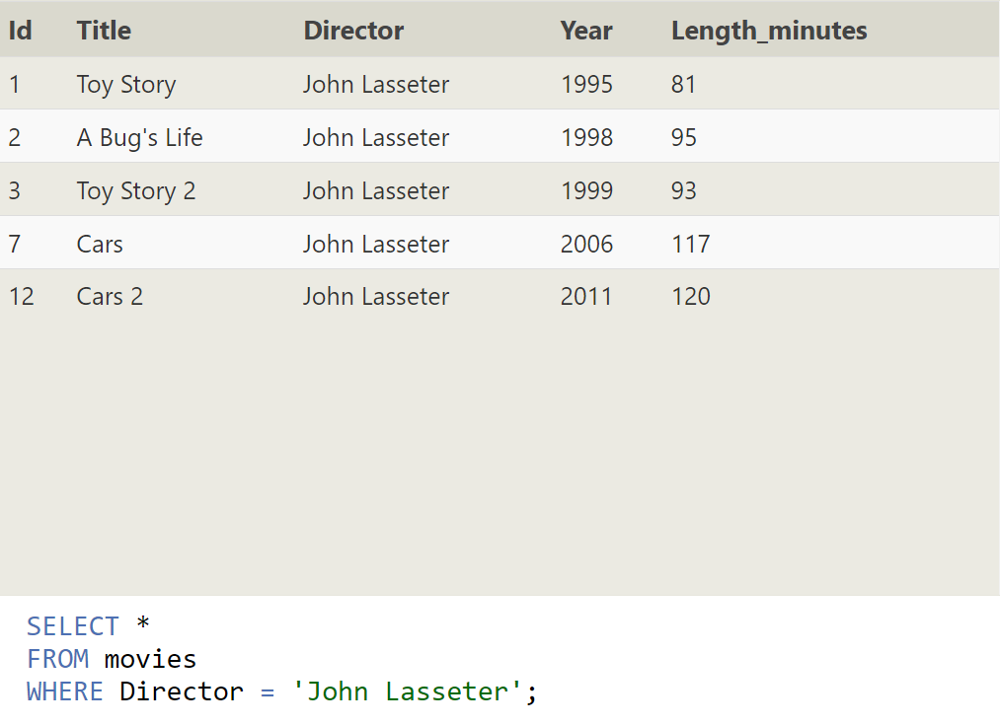 Id Title Director Year Length_minutes
1 Toy Story John Lasseter 1995 81
2 A Bug's Life John Lasseter 1998 95
3 Toy Story 2 John Lasseter 1999 93
7 Cars John Lasseter 2006 117
12 Cars 2 John Lasseter 2011 120
SELECT *
FROM movies
WHERE Director = 'John Lasseter';